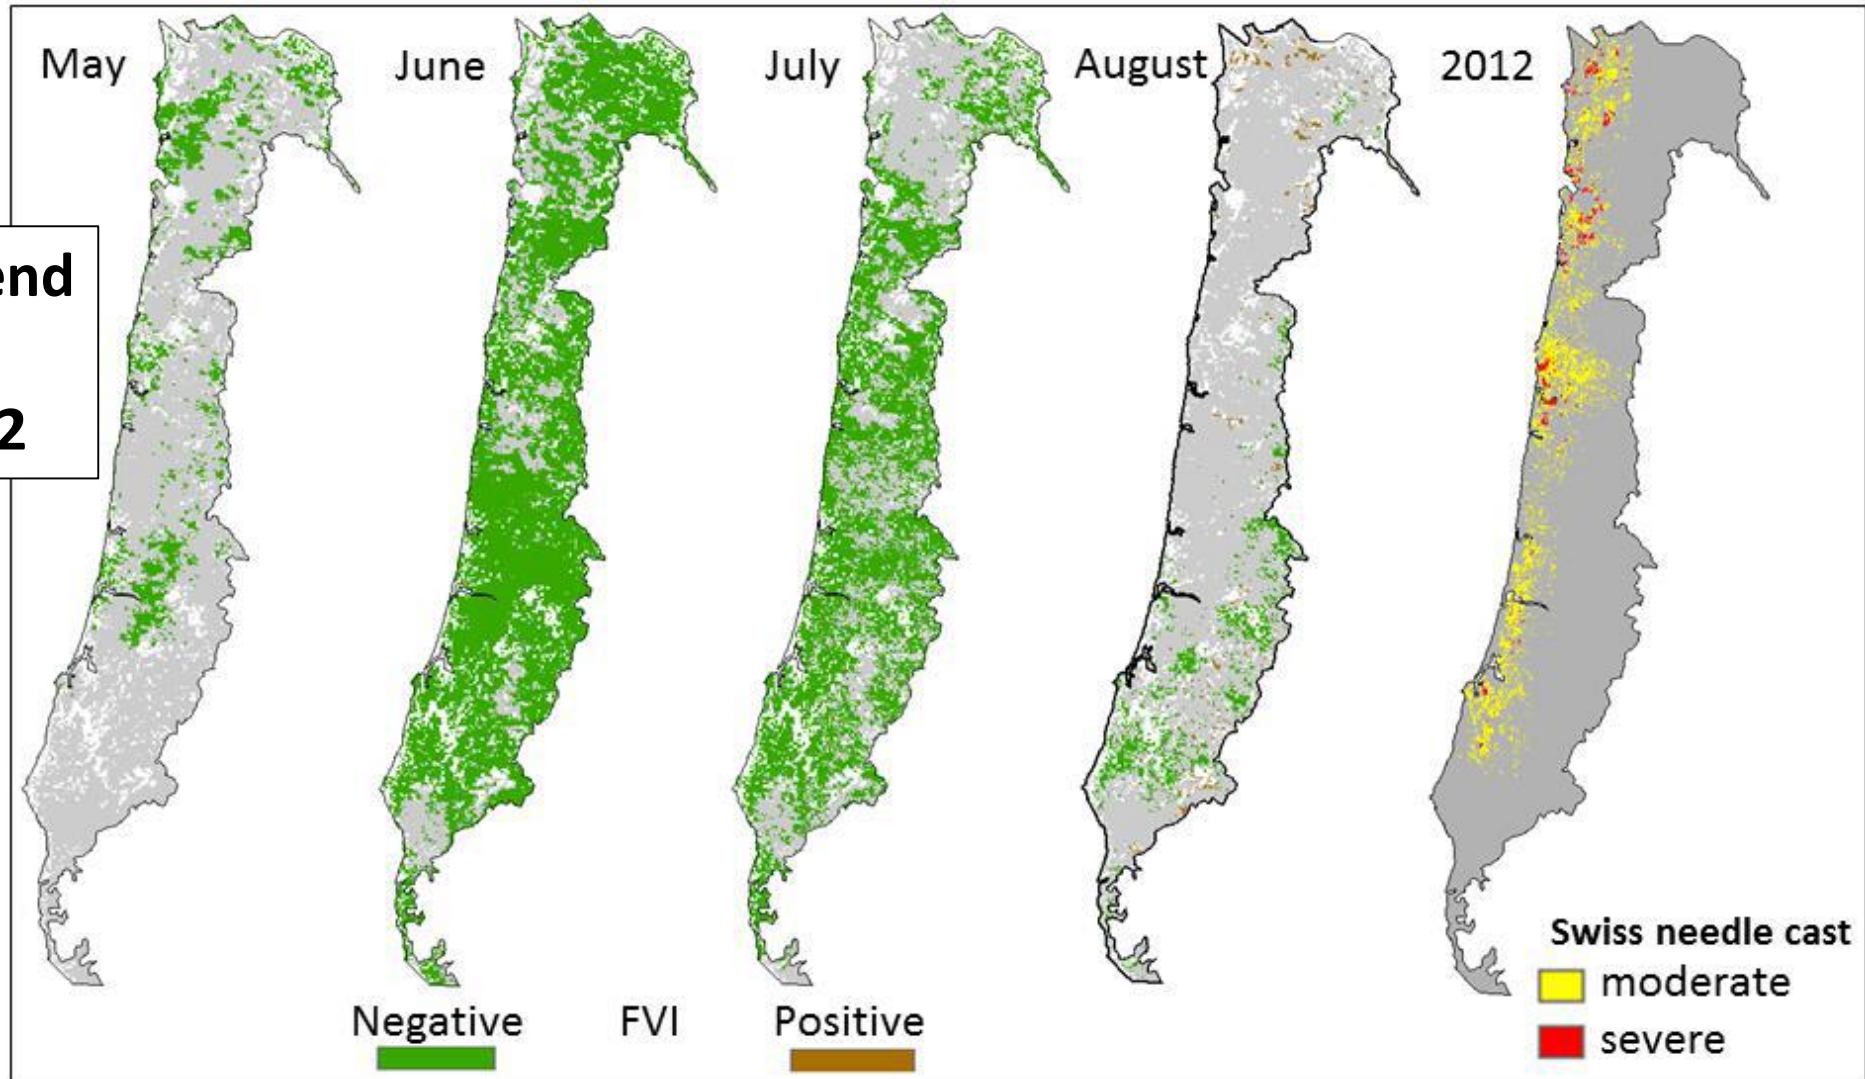 May
June
July
August
2012
end
2
Swiss needle cast
moderate
severe
Negative FVI Positive